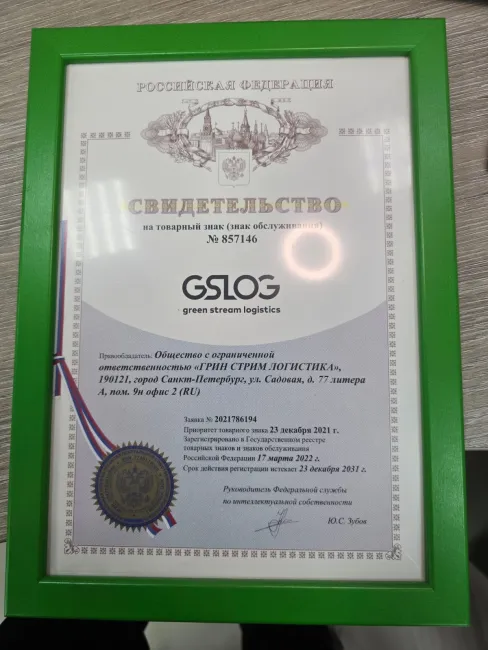 РОССИЙСКАЯ ФЕДЕРАЦИЯ
СВИДЕТЕЛЬСТВО
на товарный знак (знак обслуживания)
№ 857146
GSLOG
green stream logistics
Правообладатель: Общество с ограниченной
ответственностью «ГРИН СТРИМ ЛОГИСТИКА»,
190121, город Санкт-Петербург, ул. Садовая, д. 77 литера
А, пом. 9н офис 2 (RU)
Заявка № 2021786194
Приоритет товарного знака 23 декабря 2021 г.
Зарегистрировано в Государственном реестре
товарных знаков и знаков обслуживания
Российской Федерации 17 марта 2022 г.
Срок действия регистрации истекает 23 декабря 2031 г.
Руководитель Федеральной службы
по интеллектуальной собственности
Ю.С. Зубов